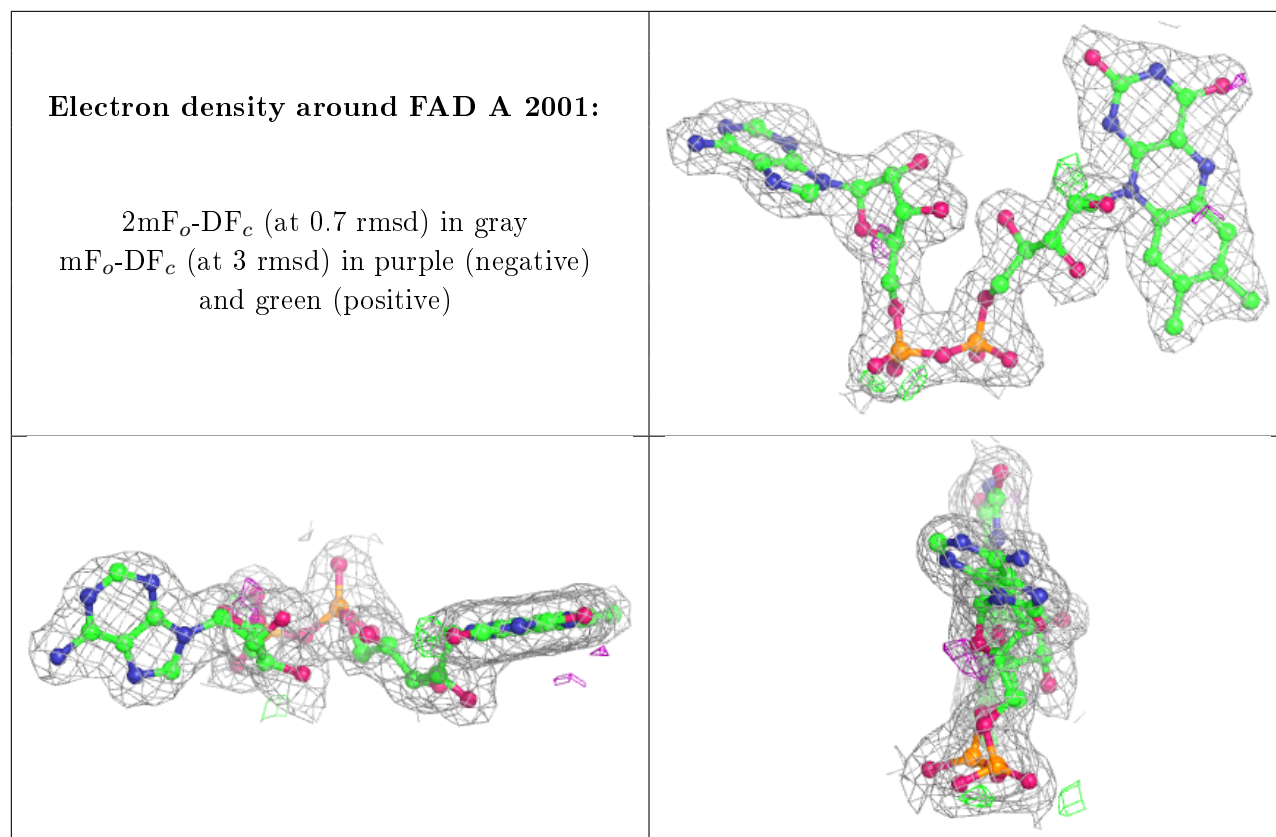 Electron density around FAD A 2001:
2mFo-DFc (at 0.7 rmsd) in gray
mFo-DFc (at 3 rmsd) in purple (negative)
and green (positive)